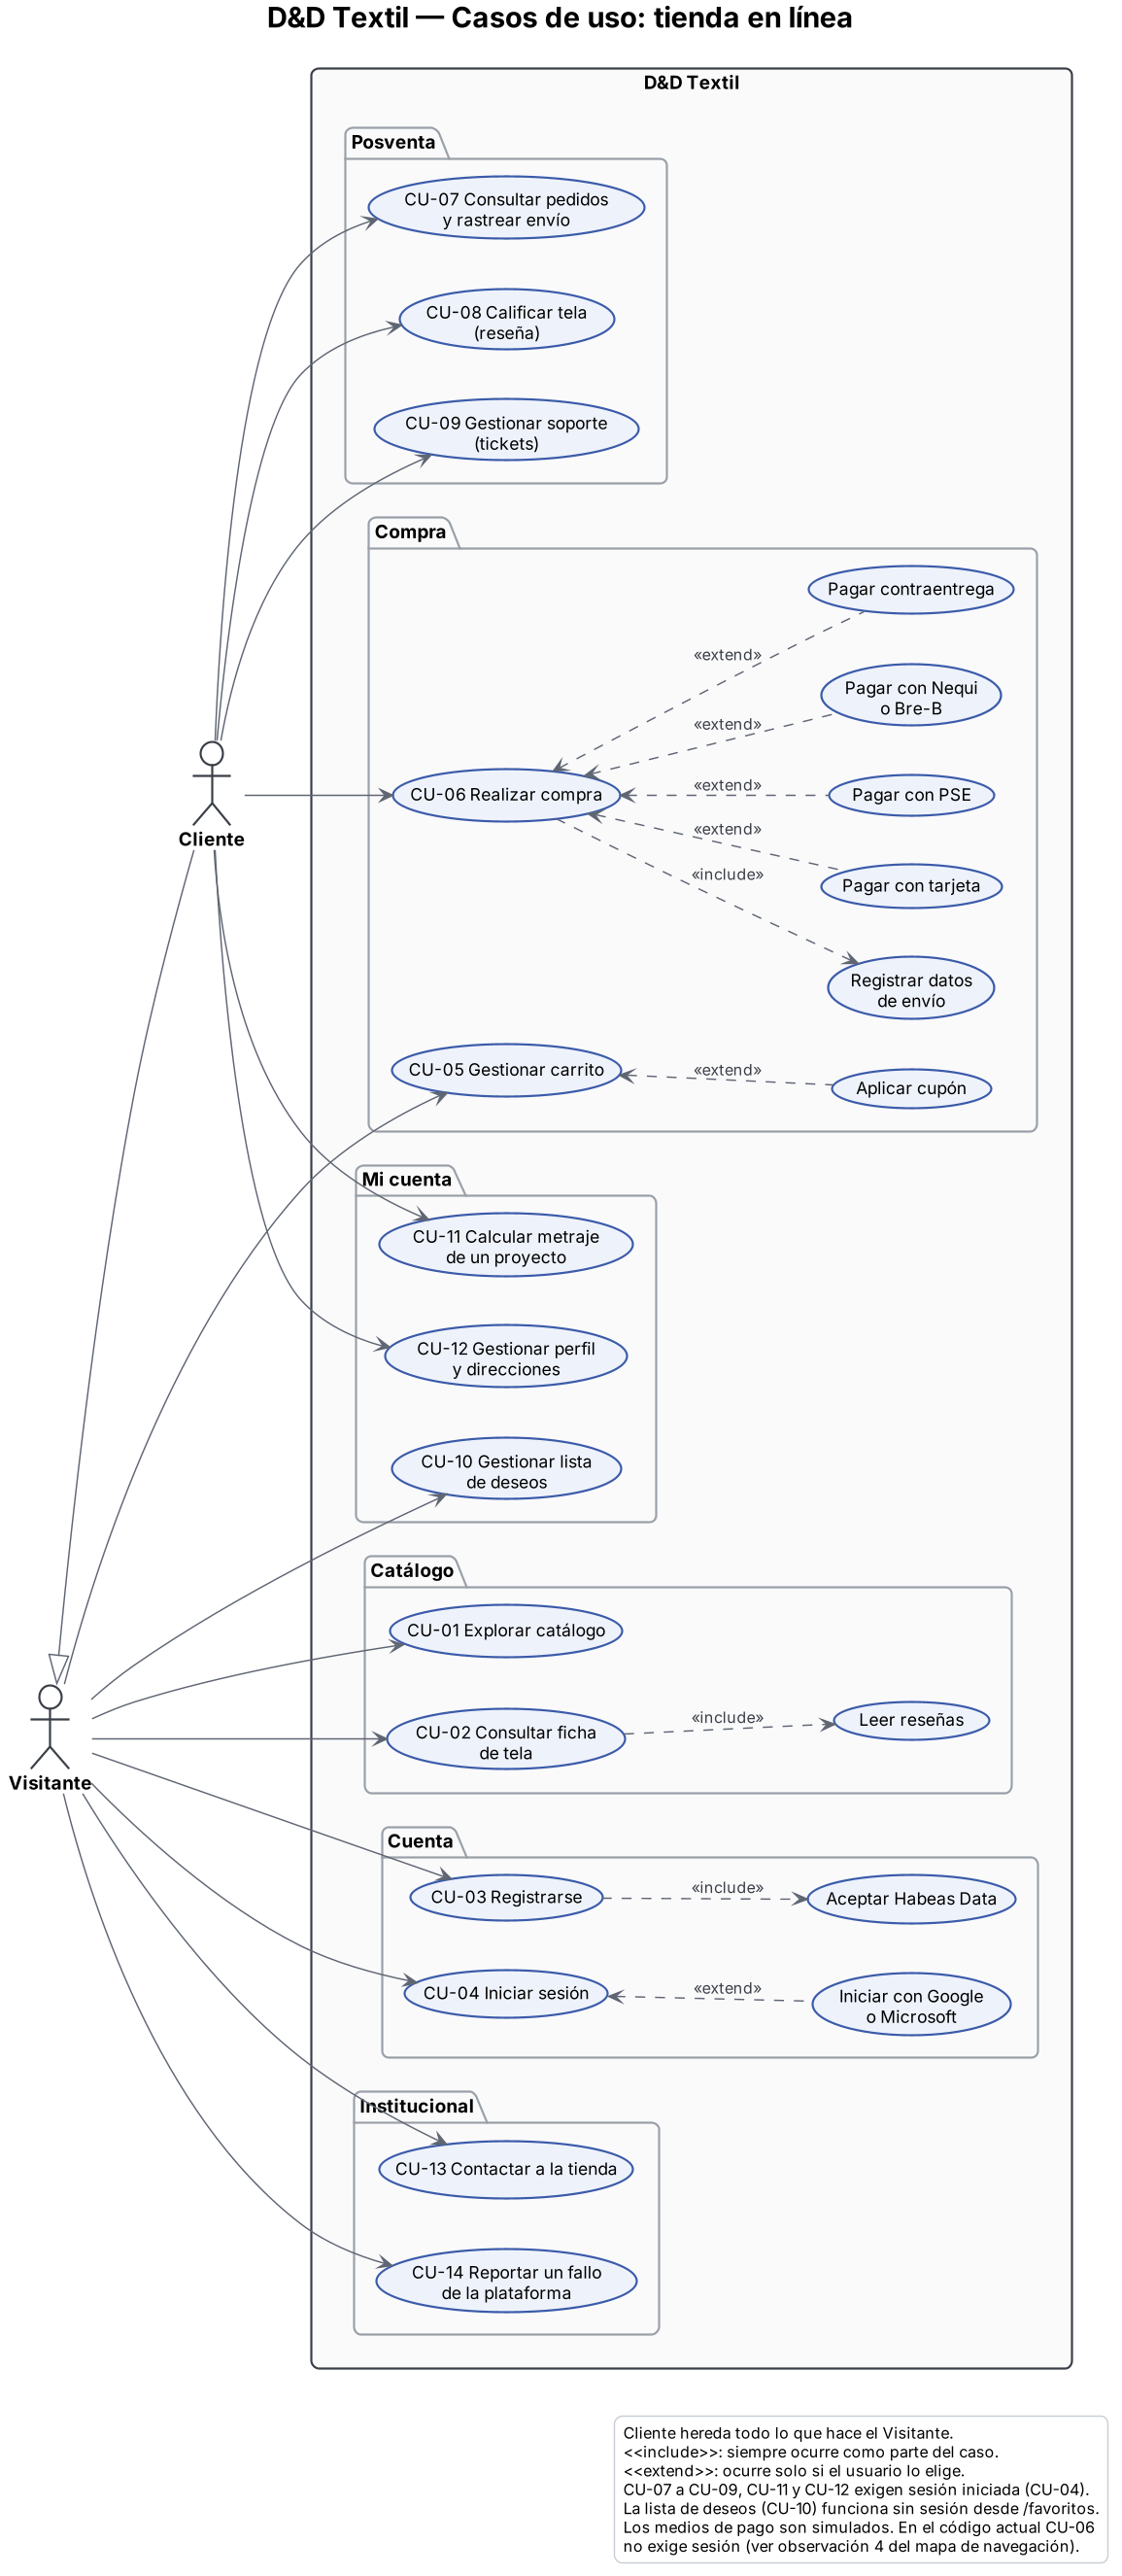 D&D Textil — Casos de uso: tienda en línea
D&D Textil
Posventa
CU-07 Consultar pedidos
y rastrear envío
CU-08 Calificar tela
(reseña)
CU-09 Gestionar soporte
(tickets)
Compra
Pagar contraentrega
«extend»
Pagar con Nequi
o Bre-B
«extend»
CU-06 Realizar compra
«extend»
Pagar con PSE
«extend»
Pagar con tarjeta
«include»
Registrar datos
de envío
CU-05 Gestionar carrito
«extend»
Aplicar cupón
Cliente
Mi cuenta
CU-11 Calcular metraje
de un proyecto
CU-12 Gestionar perfil
y direcciones
CU-10 Gestionar lista
de deseos
Catálogo
CU-01 Explorar catálogo
CU-02 Consultar ficha
de tela
«include»
Leer reseñas
Visitante
Cuenta
CU-03 Registrarse
«include»
Aceptar Habeas Data
CU-04 Iniciar sesión
«extend»
Iniciar con Google
o Microsoft
Institucional
CU-13 Contactar a la tienda
CU-14 Reportar un fallo
de la plataforma
Cliente hereda todo lo que hace el Visitante.
<<include>>: siempre ocurre como parte del caso.
<<extend>>: ocurre solo si el usuario lo elige.
CU-07 a CU-09, CU-11 y CU-12 exigen sesión iniciada (CU-04).
La lista de deseos (CU-10) funciona sin sesión desde /favoritos.
Los medios de pago son simulados. En el código actual CU-06
no exige sesión (ver observación 4 del mapa de navegación).